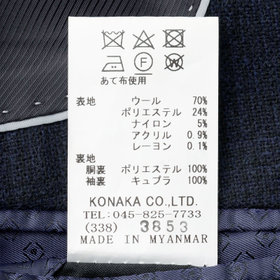 F W
あて布使用
表地 ウール 70%
ポリエステル 24%
ナイロン 5%
アクリル 0.9%
レーヨン 0.1%
裏地
胴裏 ポリエステル 100%
袖裏 キュプラ 100%
KONAKA CO.,LTD.
TEL: 045-825-7733
(338) 3853
MADE IN MYANMAR